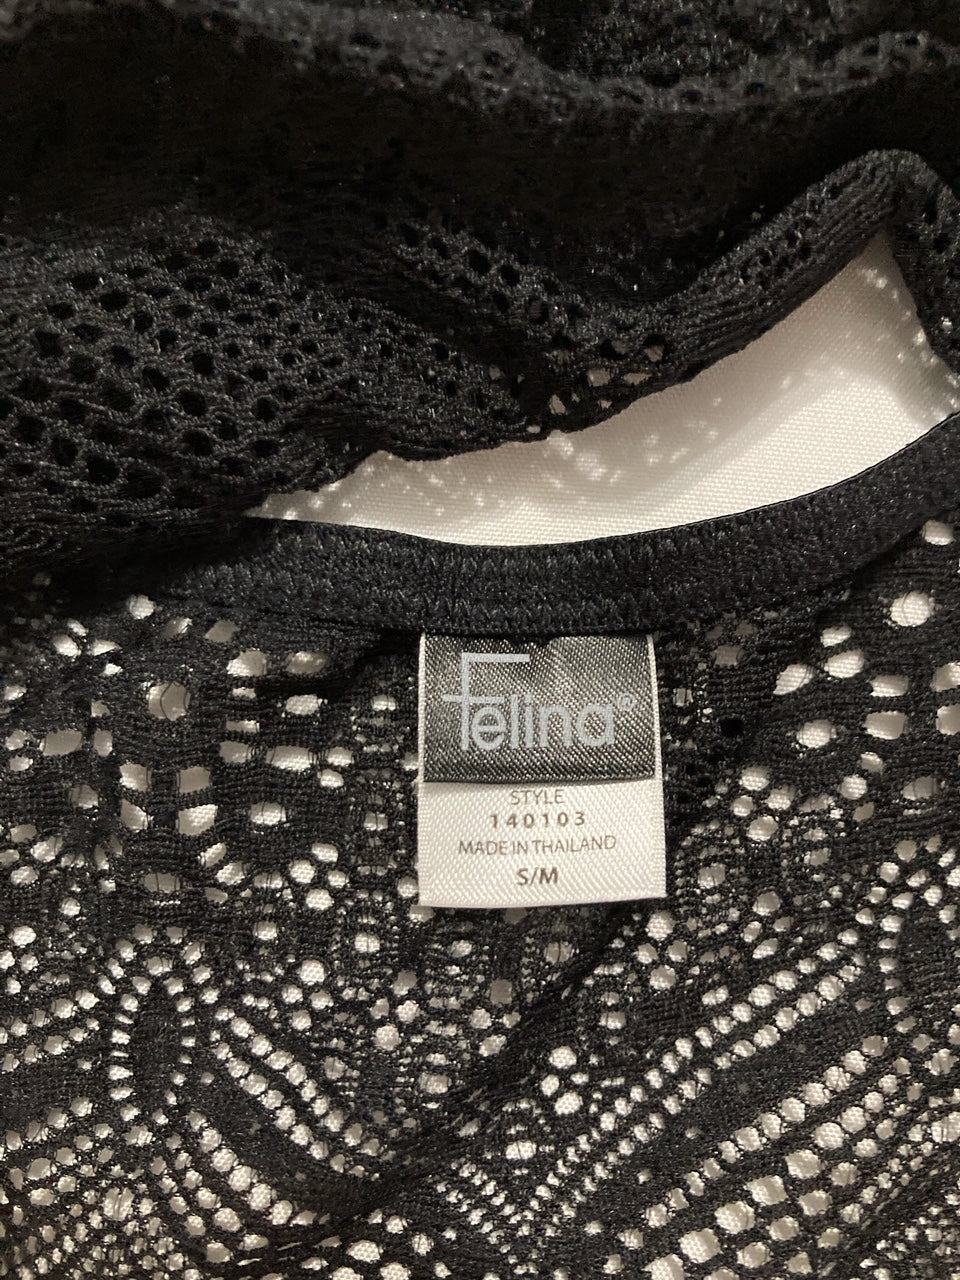 Felina®
STYLE
140103
MADE IN THAILAND
S/M